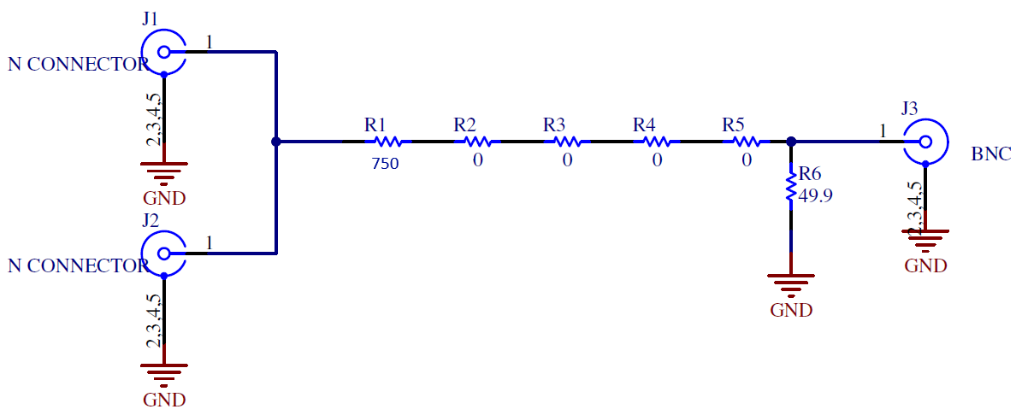 J1
1
N CONNECTOR
2,3,4,5
GND
R1
750
R2
0
R3
0
R4
0
R5
0
R6
49.9
GND
J3
1
BNC
2,3,4,5
GND
J2
1
N CONNECTOR
2,3,4,5
GND